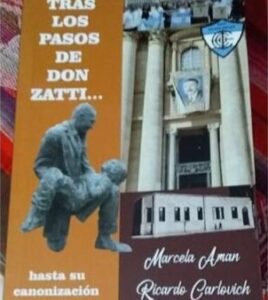 TRAS
LOS
PASOS
DE
DON
ZATTI...
hasta su
canonización
Marcela Aman
Ricardo Carlovich